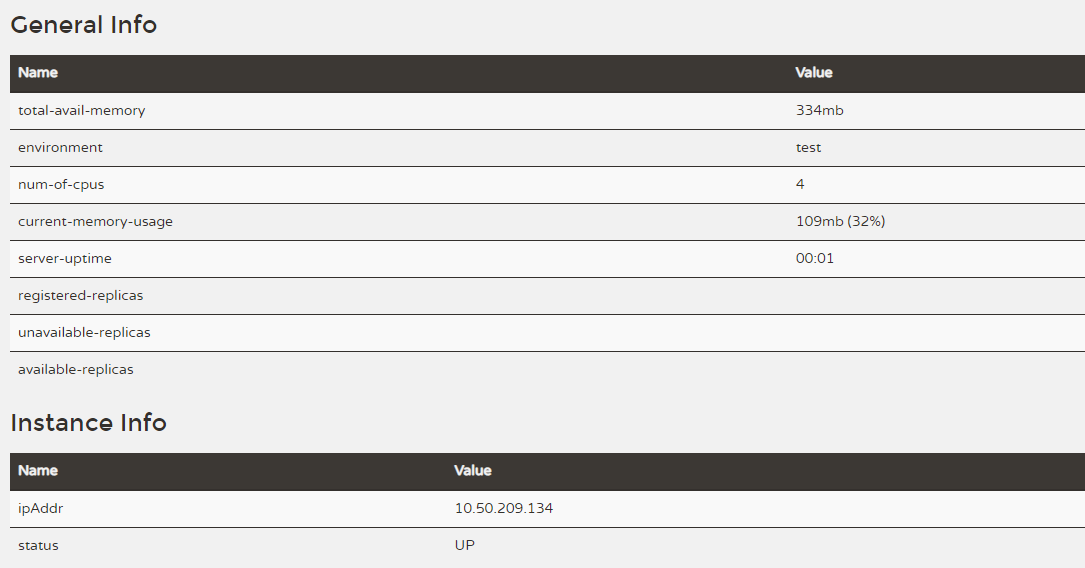 General Info
Name Value
total-avail-memory 334mb
environment test
num-of-cpus 4
current-memory-usage 109mb (32%)
server-uptime 00:01
registered-replicas
unavailable-replicas
available-replicas
Instance Info
Name Value
ipAddr 10.50.209.134
status UP